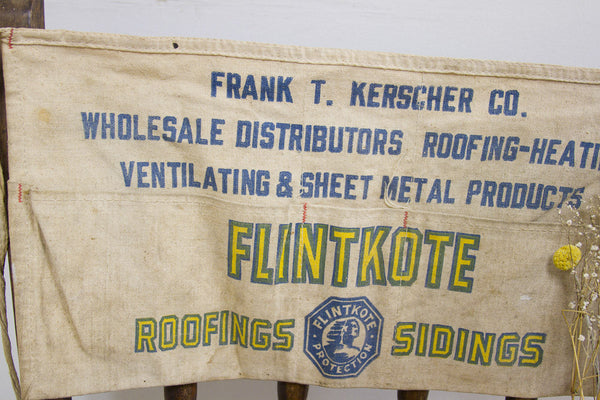 FRANK T. KERSCHER CO.
WHOLESALE DISTRIBUTORS ROOFING-HEATI
VENTILATING & SHEET METAL PRODUCTS
FLINTKOTE
ROOFINGS FLINTKOTE PROTECTION SIDINGS